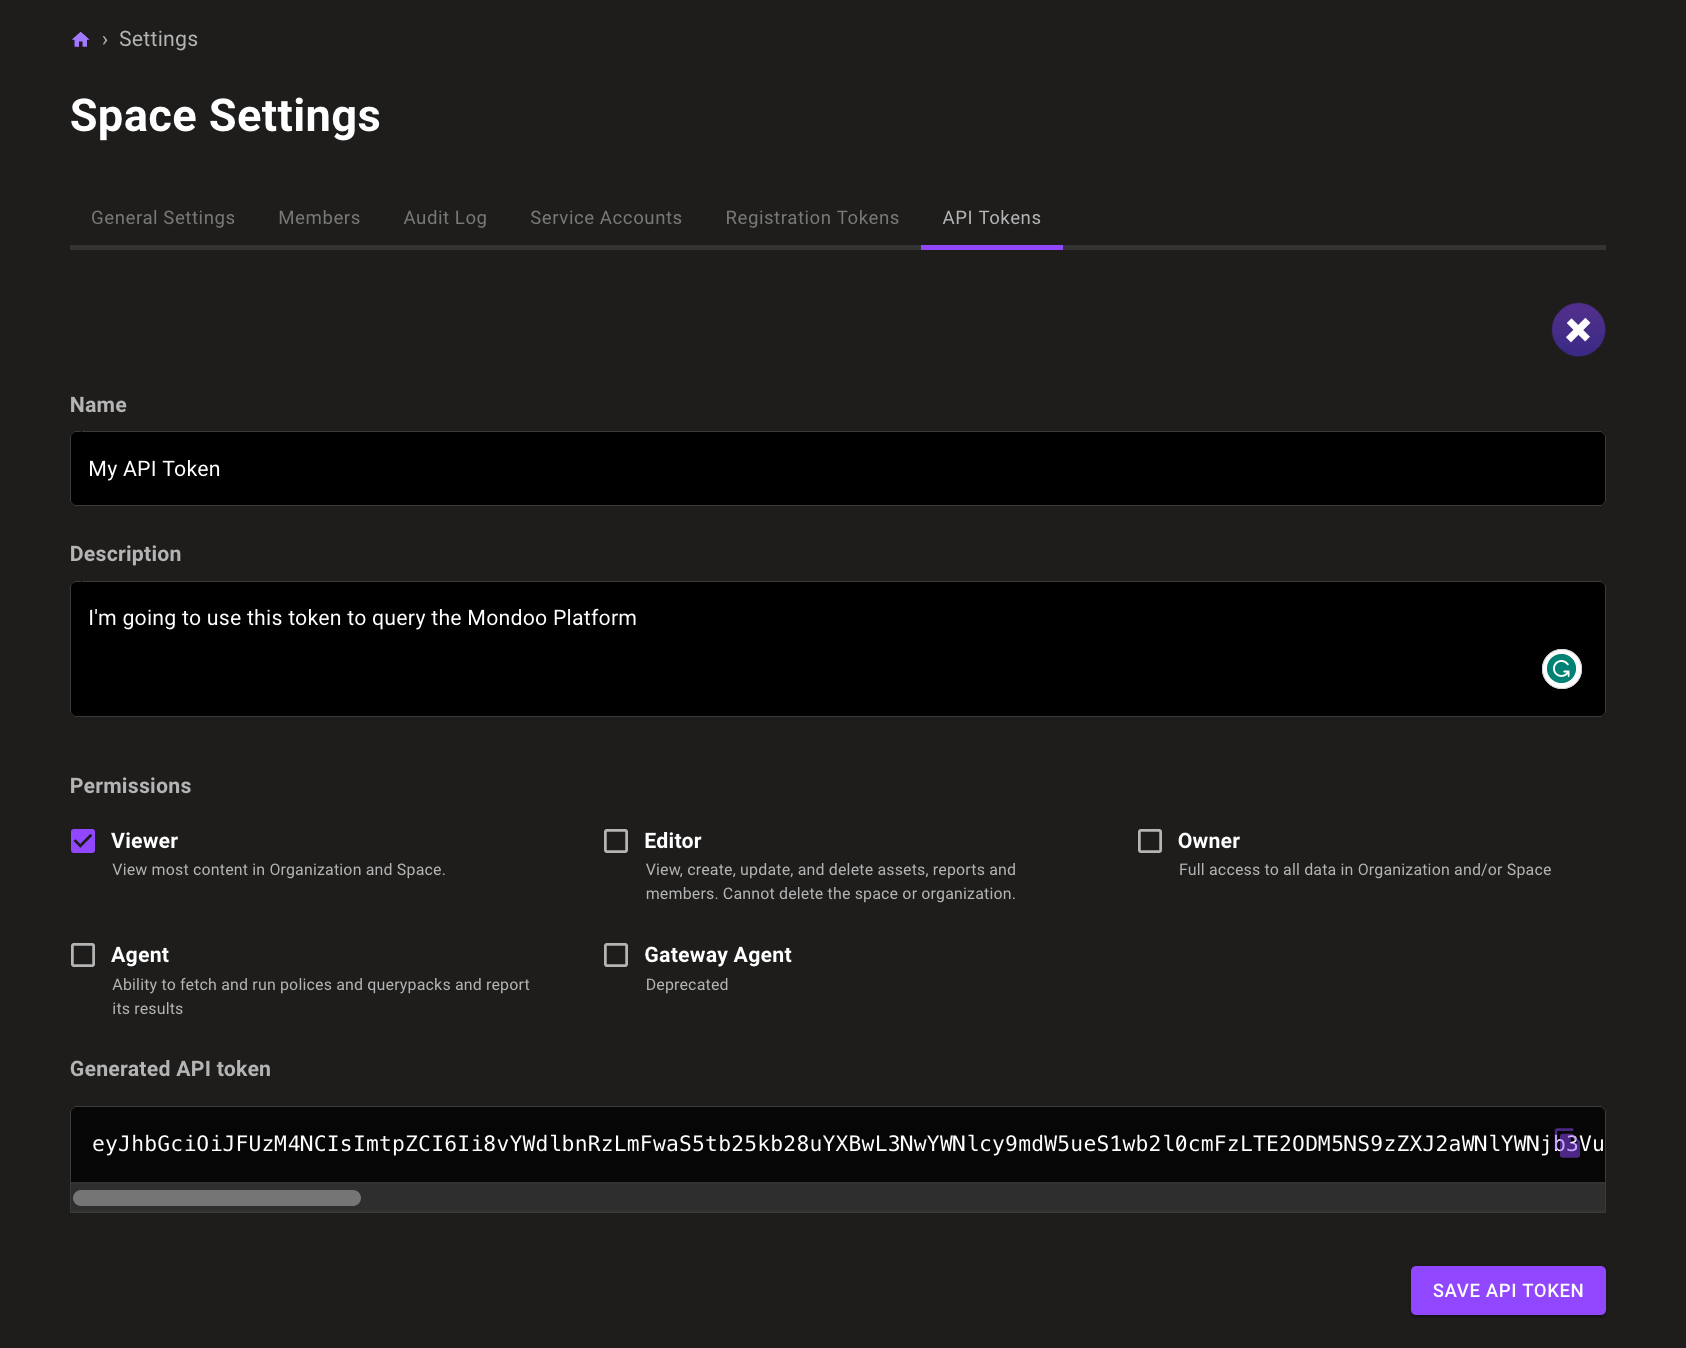 Settings
Space Settings
General Settings Members Audit Log Service Accounts Registration Tokens API Tokens
Name
My API Token
Description
I'm going to use this token to query the Mondoo Platform
Permissions
Viewer
View most content in Organization and Space.
Editor
View, create, update, and delete assets, reports and
members. Cannot delete the space or organization.
Owner
Full access to all data in Organization and/or Space
Agent
Ability to fetch and run polices and querypacks and report
its results
Gateway Agent
Deprecated
Generated API token
eyJhbGciOiJFUzM4NCIsImtpZCI6Ii8vYWdlbnRzLmFwaS5tb25kb28uYXBwL3NwYWNlcy9mdW5ueS1wb2l0cmFzLTE2ODM5NS9zZXJ2aWNlYWNjb3Vu
SAVE API TOKEN